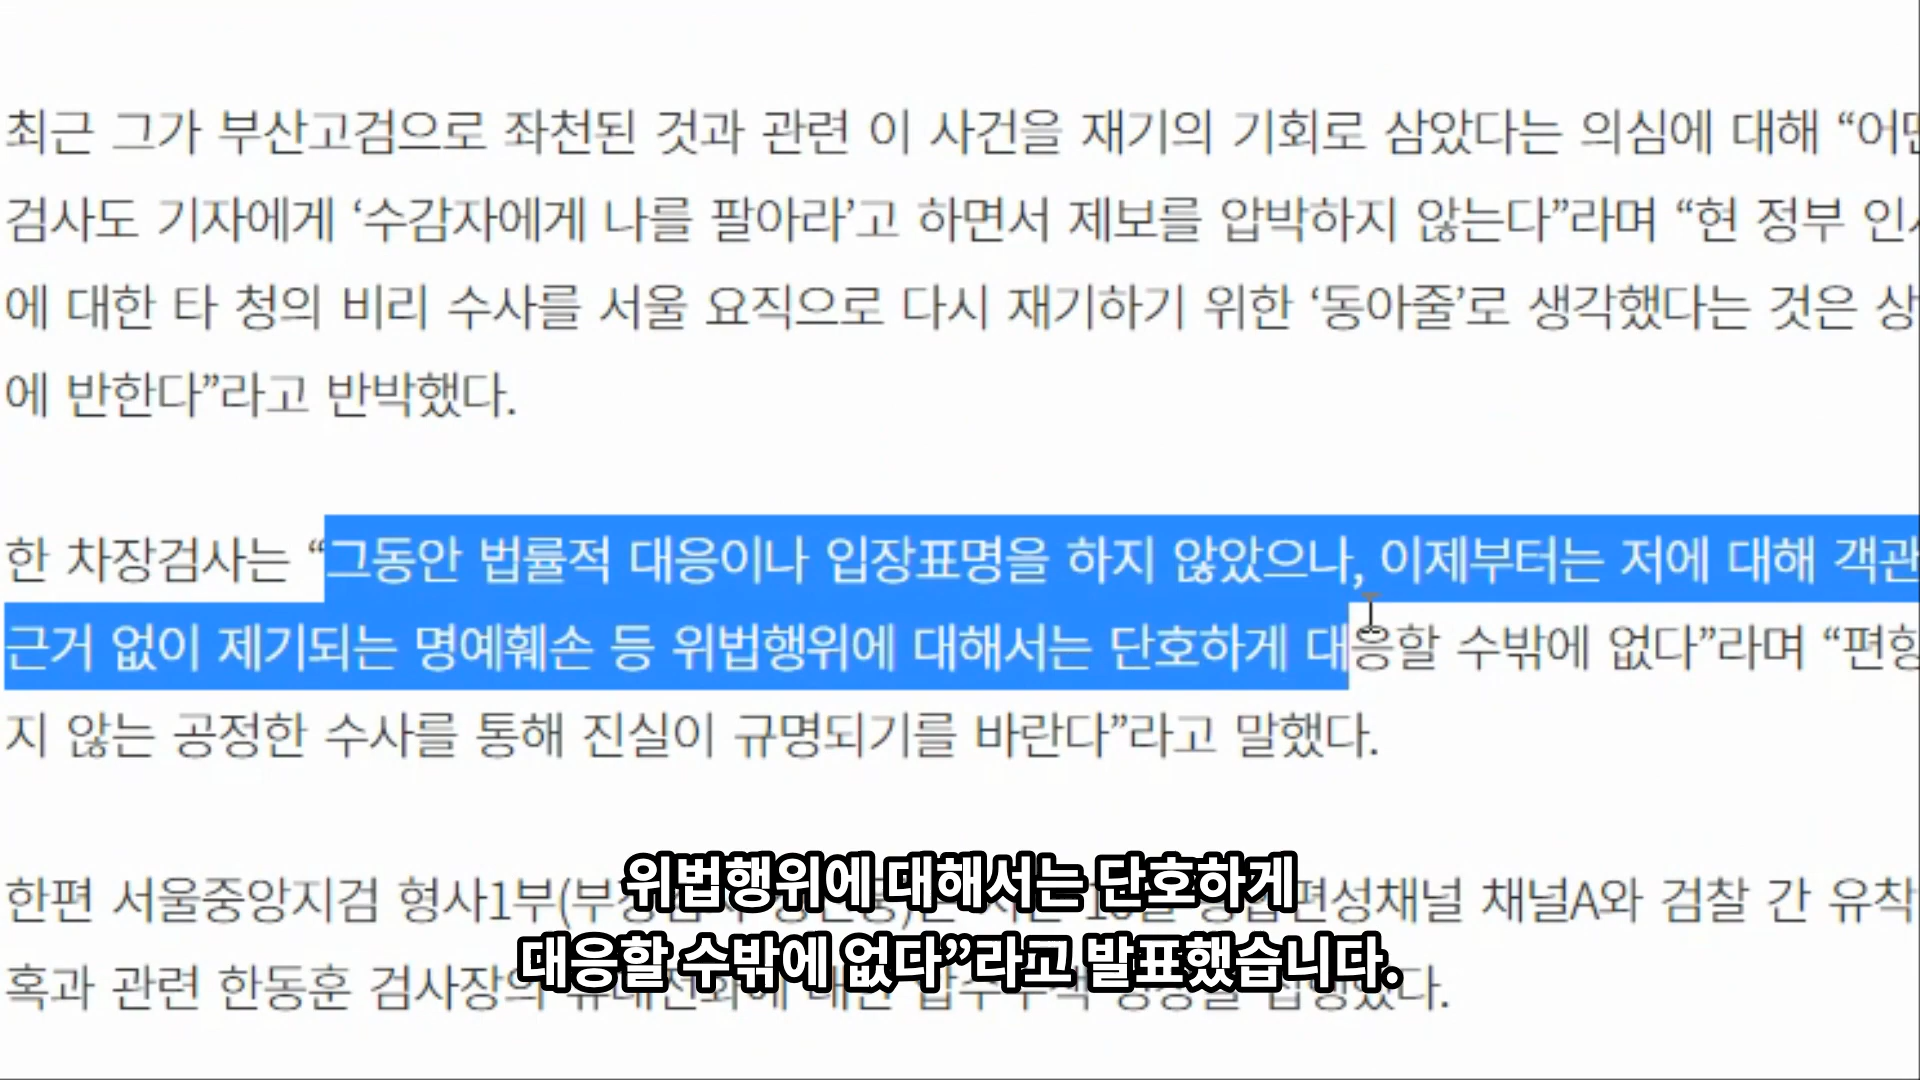 최근 그가 부산고검으로 좌천된 것과 관련 이 사건을 재기의 기회로 삼았다는 의심에 대해 “어떤
검사도 기자에게 ‘수감자에게 나를 팔아라’고 하면서 제보를 압박하지 않는다”라며 “현 정부 인사
에 대한 타 청의 비리 수사를 서울 요직으로 다시 재기하기 위한 ‘동아줄’로 생각했다는 것은 상
에 반한다”라고 반박했다.
한 차장검사는 “그동안 법률적 대응이나 입장표명을 하지 않았으나, 이제부터는 저에 대해 객관
근거 없이 제기되는 명예훼손 등 위법행위에 대해서는 단호하게 대응할 수밖에 없다”라며 “편향
지 않는 공정한 수사를 통해 진실이 규명되기를 바란다”라고 말했다.
한편 서울중앙지검 형사1부 채널A와 검찰 간 유착
혹과 관련 한동훈 검사장의
위법행위에 대해서는 단호하게
대응할 수밖에 없다”라고 발표했습니다.